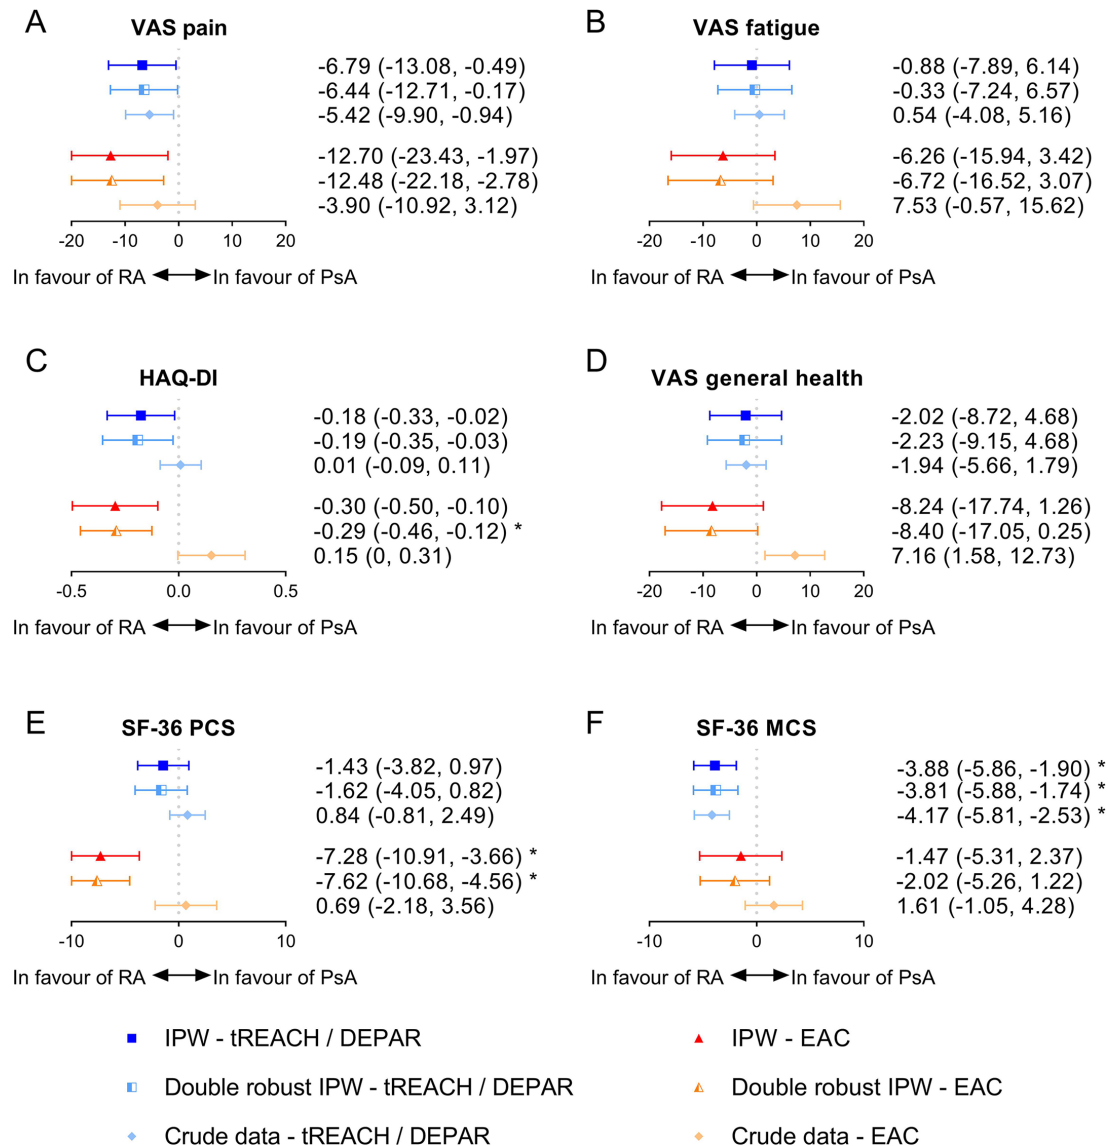 A
VAS pain
-6.79 (-13.08, -0.49)
-6.44 (-12.71, -0.17)
-5.42 (-9.90, -0.94)
-12.70 (-23.43, -1.97)
-12.48 (-22.18, -2.78)
-3.90 (-10.92, 3.12)
-20 -10 0 10 20
In favour of RA In favour of PsA
B
VAS fatigue
-0.88 (-7.89, 6.14)
-0.33 (-7.24, 6.57)
0.54 (-4.08, 5.16)
-6.26 (-15.94, 3.42)
-6.72 (-16.52, 3.07)
7.53 (-0.57, 15.62)
-20 -10 0 10 20
In favour of RA In favour of PsA
C
HAQ-DI
-0.18 (-0.33, -0.02)
-0.19 (-0.35, -0.03)
0.01 (-0.09, 0.11)
-0.30 (-0.50, -0.10)
-0.29 (-0.46, -0.12) *
0.15 (0, 0.31)
-0.5 0.0 0.5
In favour of RA In favour of PsA
D
VAS general health
-2.02 (-8.72, 4.68)
-2.23 (-9.15, 4.68)
-1.94 (-5.66, 1.79)
-8.24 (-17.74, 1.26)
-8.40 (-17.05, 0.25)
7.16 (1.58, 12.73)
-20 -10 0 10 20
In favour of RA In favour of PsA
E
SF-36 PCS
-1.43 (-3.82, 0.97)
-1.62 (-4.05, 0.82)
0.84 (-0.81, 2.49)
-7.28 (-10.91, -3.66) *
-7.62 (-10.68, -4.56) *
0.69 (-2.18, 3.56)
-10 0 10
In favour of RA In favour of PsA
F
SF-36 MCS
-3.88 (-5.86, -1.90) *
-3.81 (-5.88, -1.74) *
-4.17 (-5.81, -2.53) *
-1.47 (-5.31, 2.37)
-2.02 (-5.26, 1.22)
1.61 (-1.05, 4.28)
-10 0 10
In favour of RA In favour of PsA
IPW - tREACH / DEPAR
Double robust IPW - tREACH / DEPAR
Crude data - tREACH / DEPAR
IPW - EAC
Double robust IPW - EAC
Crude data - EAC